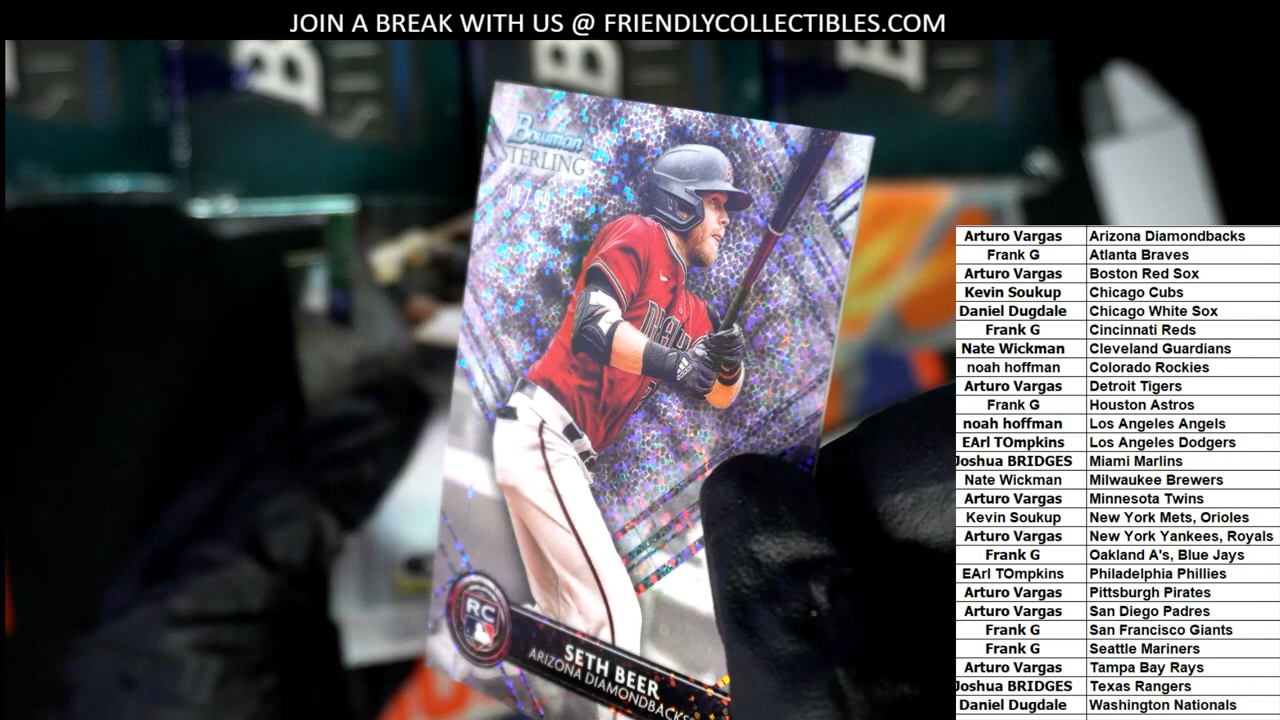 JOIN A BREAK WITH US @ FRIENDLYCOLLECTIBLES.COM
Bowman
STERLING
RC
SETH BEER
ARIZONA DIAMONDBACKS
adidas
Arturo Vargas Arizona Diamondbacks
Frank G Atlanta Braves
Arturo Vargas Boston Red Sox
Kevin Soukup Chicago Cubs
Daniel Dugdale Chicago White Sox
Frank G Cincinnati Reds
Nate Wickman Cleveland Guardians
noah hoffman Colorado Rockies
Arturo Vargas Detroit Tigers
Frank G Houston Astros
noah hoffman Los Angeles Angels
EArl TOmpkins Los Angeles Dodgers
Joshua BRIDGES Miami Marlins
Nate Wickman Milwaukee Brewers
Arturo Vargas Minnesota Twins
Kevin Soukup New York Mets, Orioles
Arturo Vargas New York Yankees, Royals
Frank G Oakland A's, Blue Jays
EArl TOmpkins Philadelphia Phillies
Arturo Vargas Pittsburgh Pirates
Arturo Vargas San Diego Padres
Frank G San Francisco Giants
Frank G Seattle Mariners
Arturo Vargas Tampa Bay Rays
Joshua BRIDGES Texas Rangers
Daniel Dugdale Washington Nationals